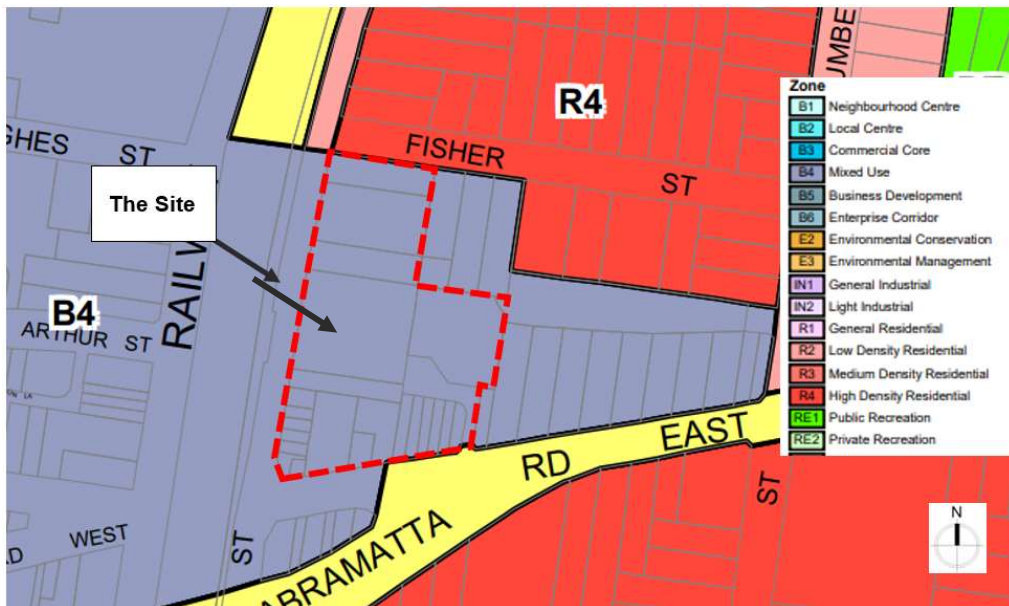 R4
UMBE
GHES ST
FISHER ST
The Site
RAILW
ST
B4
ARTHUR ST
WEST
RD
ABRAMATTA RD EAST
ST
Zone
B1 Neighbourhood Centre
B2 Local Centre
B3 Commercial Core
B4 Mixed Use
B5 Business Development
B6 Enterprise Corridor
E2 Environmental Conservation
E3 Environmental Management
IN1 General Industrial
IN2 Light Industrial
R1 General Residential
R2 Low Density Residential
R3 Medium Density Residential
R4 High Density Residential
RE1 Public Recreation
RE2 Private Recreation
N